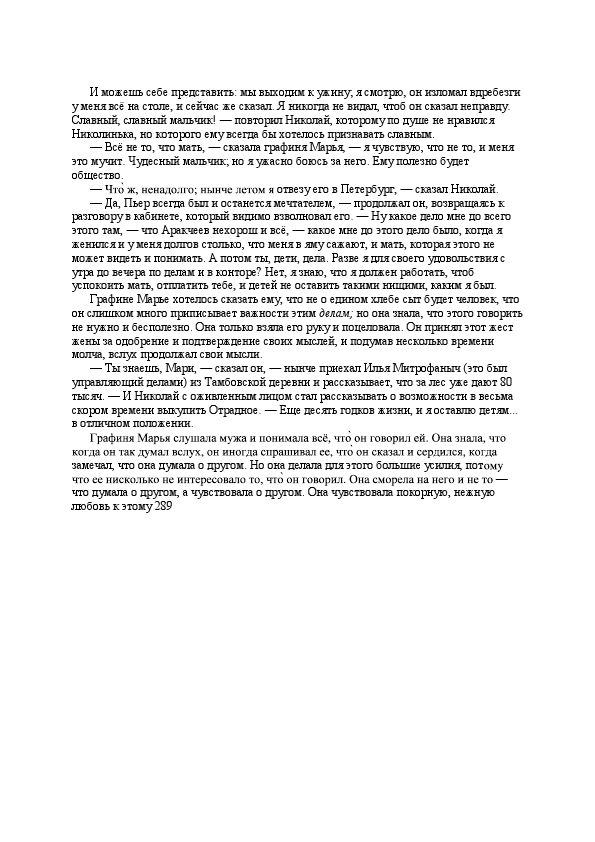 И можешь себе представить: мы выходим к ужину; я смотрю, он изломал вдребезги
у меня всё на столе, и сейчас же сказал. Я никогда не видал, чтоб он сказал неправду.
Славный, славный мальчик! — повторил Николай, которому по душе не нравился
Николинька, но которого ему всегда бы хотелось признавать славным.
— Всё не то, что мать, — сказала графиня Марья, — я чувствую, что не то, и меня
это мучит. Чудесный мальчик; но я ужасно боюсь за него. Ему полезно будет
общество.
— Что̀ ж, ненадолго; нынче летом я отвезу его в Петербург, — сказал Николай.
— Да, Пьер всегда был и останется мечтателем, — продолжал он, возвращаясь к
разговору в кабинете, который видимо взволновал его. — Ну какое дело мне до всего
этого там, — что Аракчеев нехорош и всё, — какое мне до этого дело было, когда я
женился и у меня долгов столько, что меня в яму сажают, и мать, которая этого не
может видеть и понимать. А потом ты, дети, дела. Разве я для своего удовольствия с
утра до вечера по делам и в конторе? Нет, я знаю, что я должен работать, чтоб
успокоить мать, отплатить тебе, и детей не оставить такими нищими, каким я был.
Графине Марье хотелось сказать ему, что не о едином хлебе сыт будет человек, что
он слишком много приписывает важности этим делам; но она знала, что этого говорить
не нужно и бесполезно. Она только взяла его руку и поцеловала. Он принял этот жест
жены за одобрение и подтверждение своих мыслей, и подумав несколько времени
молча, вслух продолжал свои мысли.
— Ты знаешь, Мари, — сказал он, — нынче приехал Илья Митрофаныч (это был
управляющий делами) из Тамбовской деревни и рассказывает, что за лес уже дают 80
тысяч. — И Николай с оживленным лицом стал рассказывать о возможности в весьма
скором времени выкупить Отрадное. — Еще десять годков жизни, и я оставлю детям...
в отличном положении.
Графиня Марья слушала мужа и понимала всё, что̀ он говорил ей. Она знала, что
когда он так думал вслух, он иногда спрашивал ее, что̀ он сказал и сердился, когда
замечал, что она думала о другом. Но она делала для этого большие усилия, потому
что ее нисколько не интересовало то, что̀ он говорил. Она сморела на него и не то —
что думала о другом, а чувствовала о другом. Она чувствовала покорную, нежную
любовь к этому 289